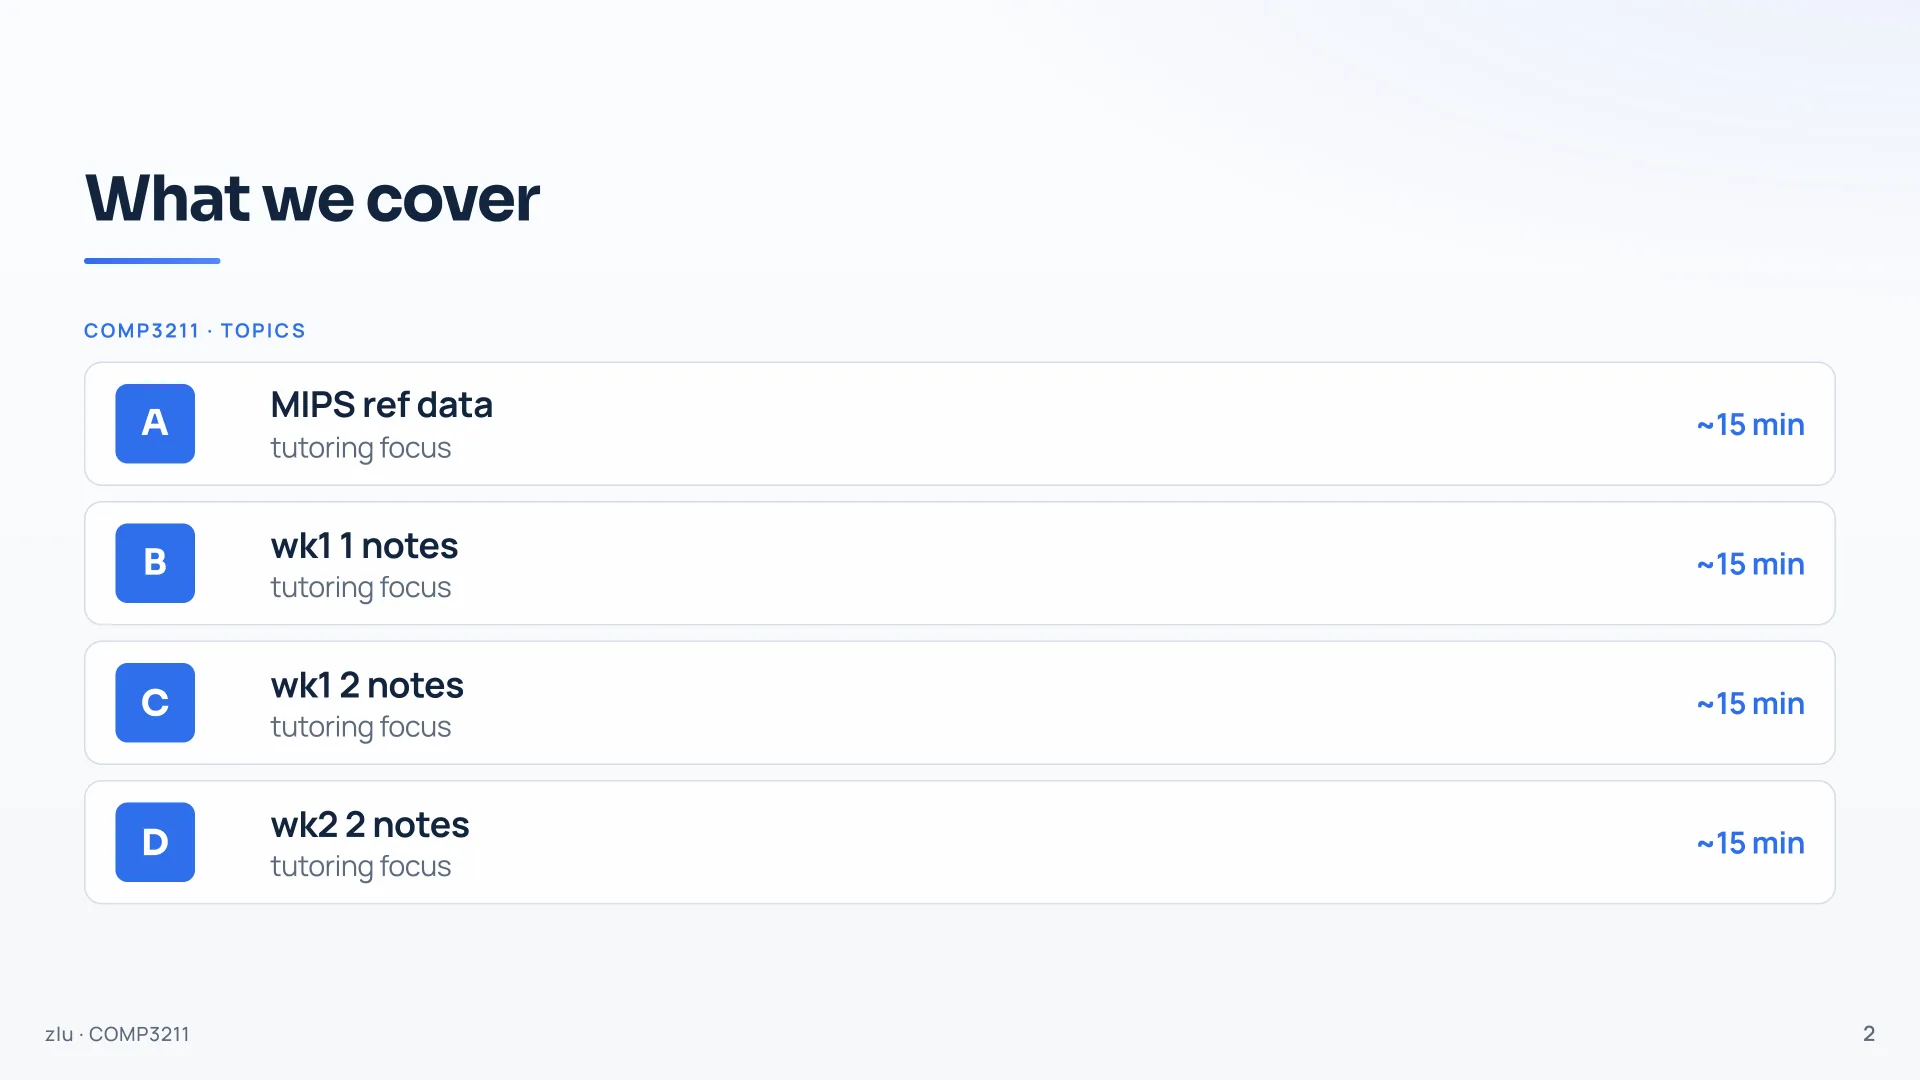 What we cover
COMP3211 · TOPICS
A
MIPS ref data
tutoring focus
~15 min
B
wk1 1 notes
tutoring focus
~15 min
C
wk1 2 notes
tutoring focus
~15 min
D
wk2 2 notes
tutoring focus
~15 min
zlu · COMP3211
2